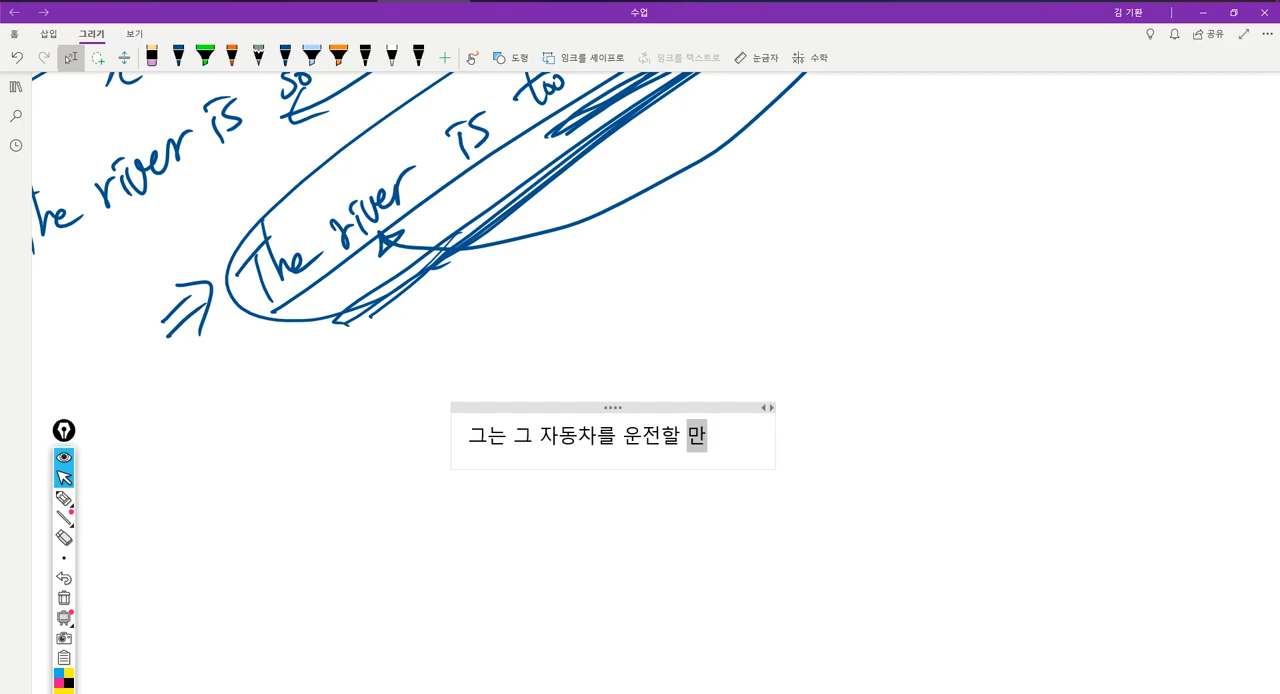 수업
김 기환
홈 삽입 그리기 보기
공유
도형 잉크를 셰이프로 잉크를 텍스트로 눈금자 수학
so
The river is
The river is too
그는 그 자동차를 운전할 만